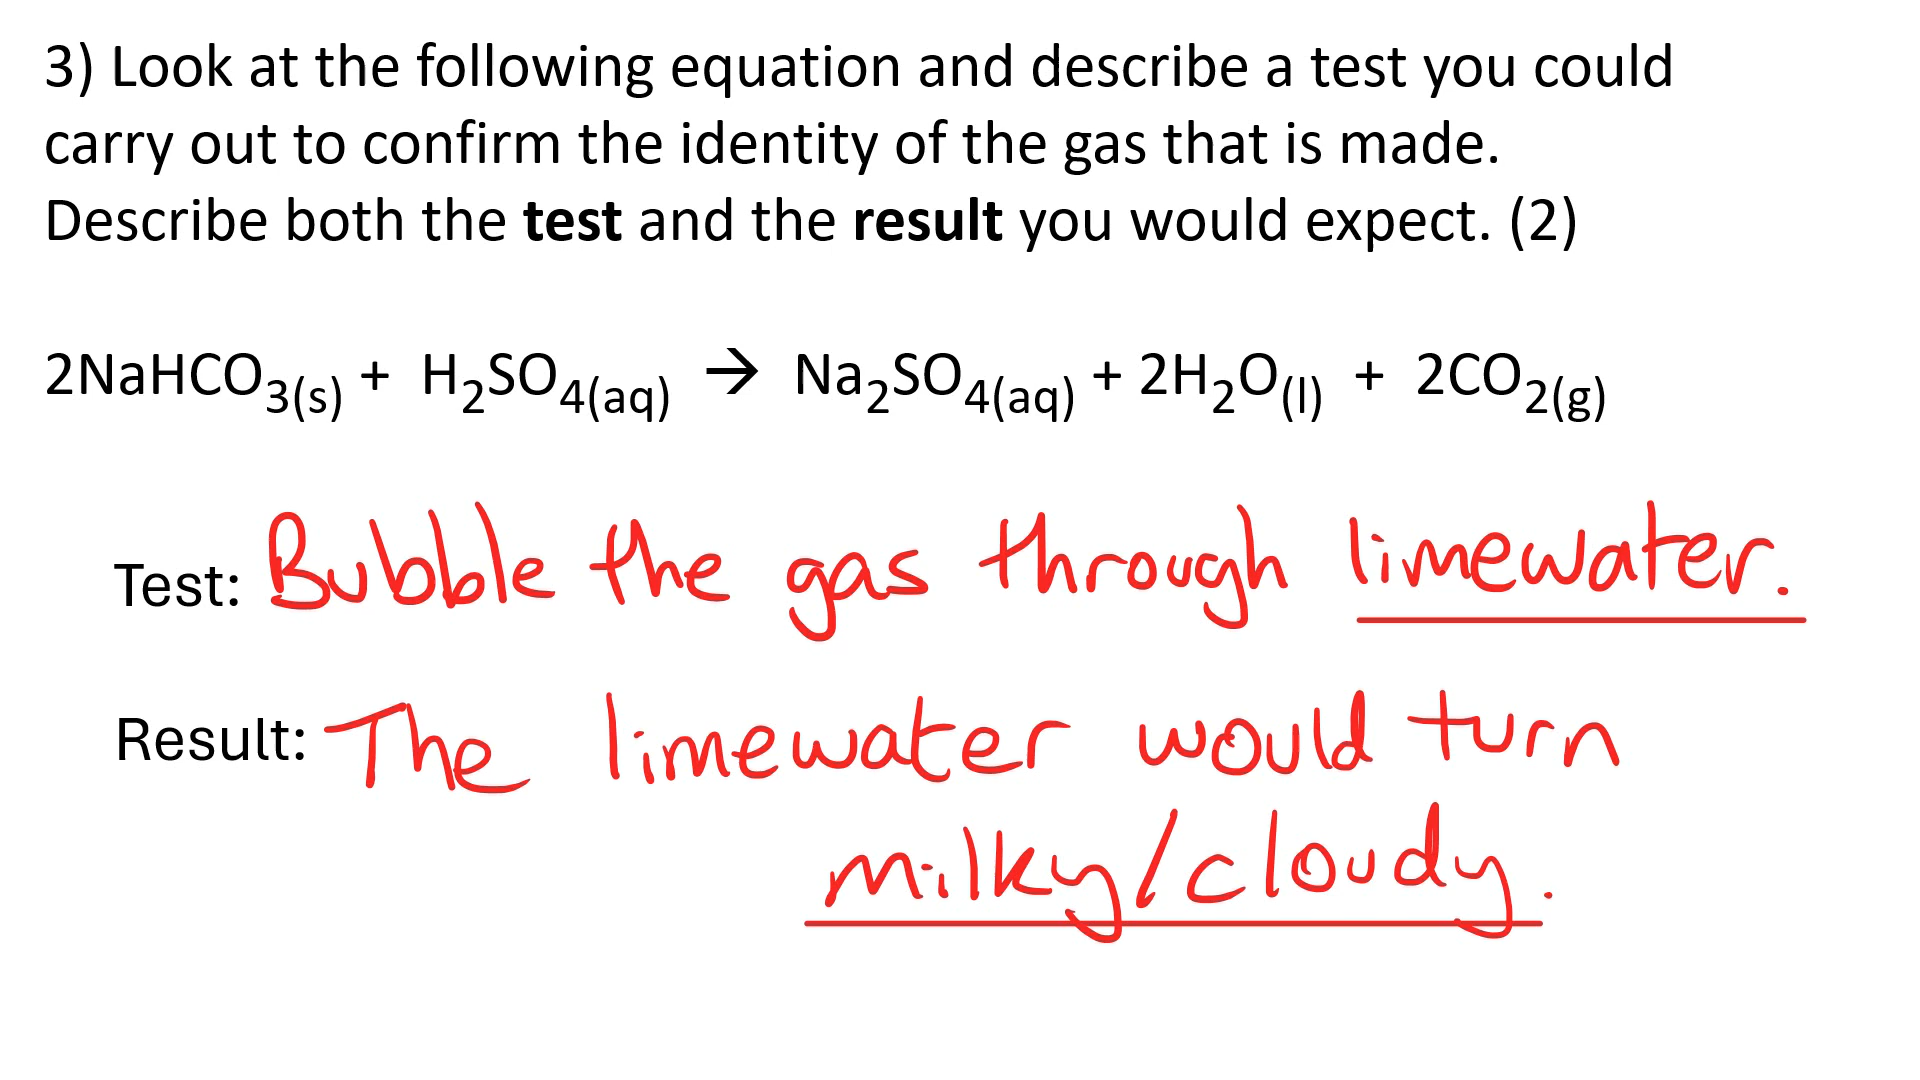 3) Look at the following equation and describe a test you could
carry out to confirm the identity of the gas that is made.
Describe both the test and the result you would expect. (2)
2NaHCO₃₍ₛ₎ + H₂SO₄(aq) → Na₂SO₄(aq) + 2H₂O(l) + 2CO₂(g)
Test: Bubble the gas through limewater.
Result: The limewater would turn
milky/cloudy.